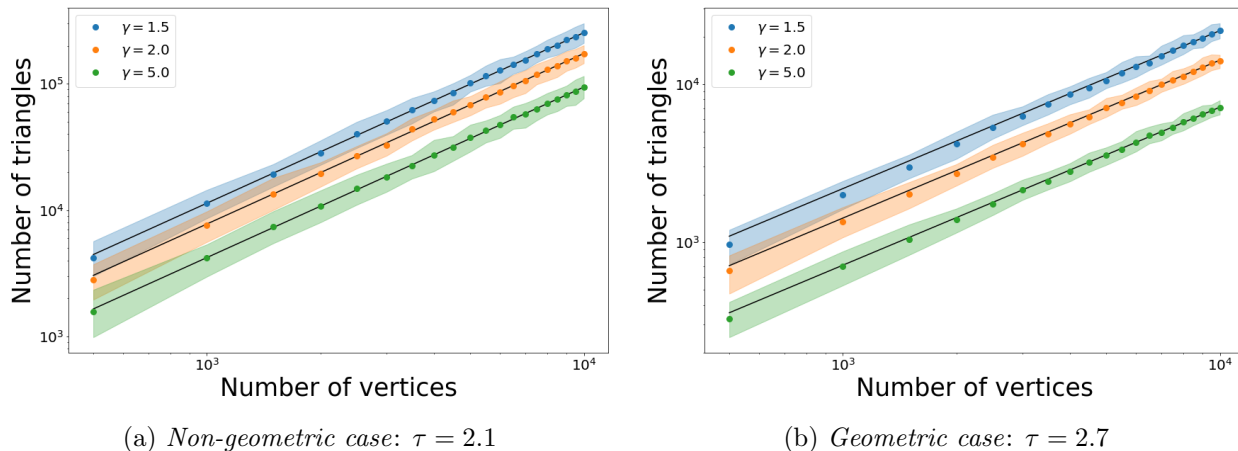 γ = 1.5
γ = 2.0
γ = 5.0
10^5
10^4
10^3
Number of triangles
10^3
10^4
Number of vertices
(a) Non-geometric case: τ = 2.1
γ = 1.5
γ = 2.0
γ = 5.0
10^4
10^3
Number of triangles
10^3
10^4
Number of vertices
(b) Geometric case: τ = 2.7